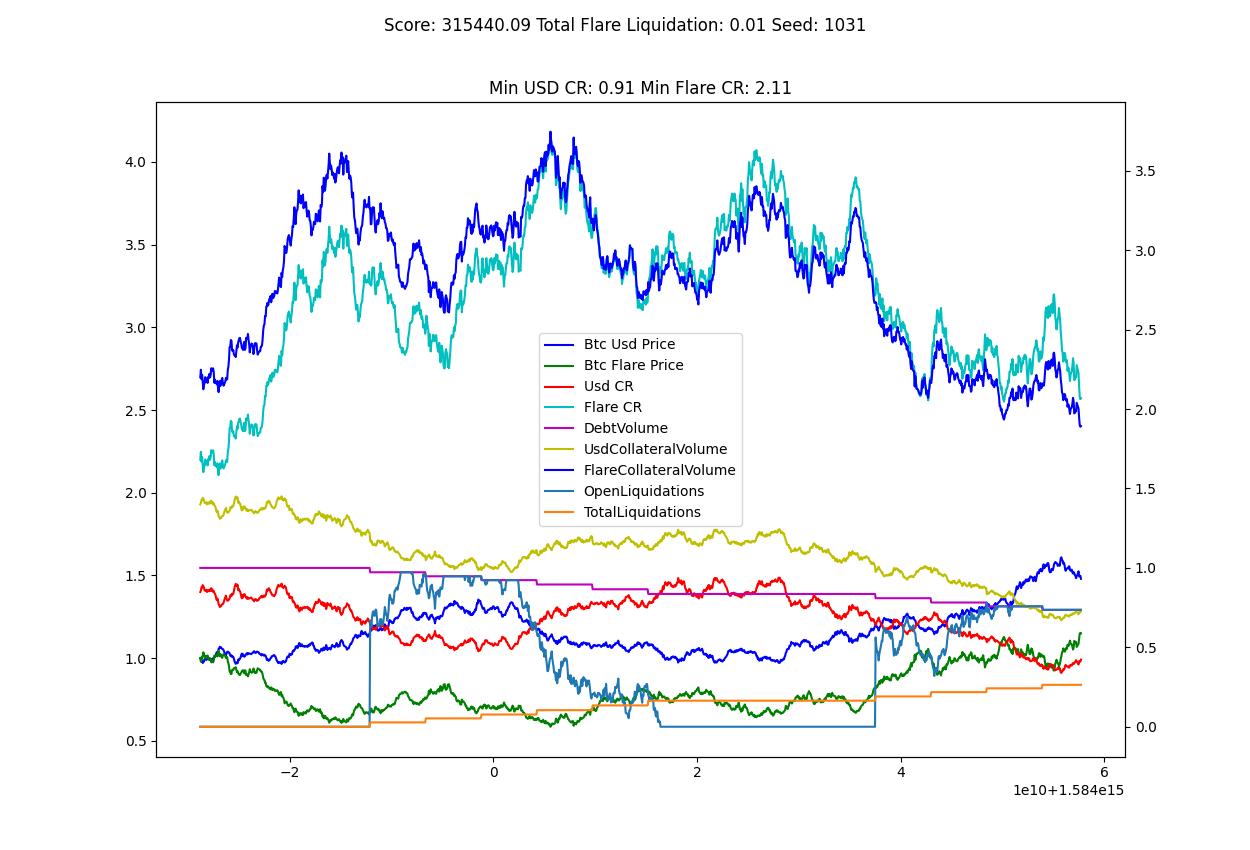 Score: 315440.09 Total Flare Liquidation: 0.01 Seed: 1031
Min USD CR: 0.91 Min Flare CR: 2.11
4.0
3.5
3.0
2.5
2.0
1.5
1.0
0.5
3.5
3.0
2.5
2.0
1.5
1.0
0.5
0.0
Btc Usd Price
Btc Flare Price
Usd CR
Flare CR
DebtVolume
UsdCollateralVolume
FlareCollateralVolume
OpenLiquidations
TotalLiquidations
−2 0 2 4 6
1e10+1.584e15